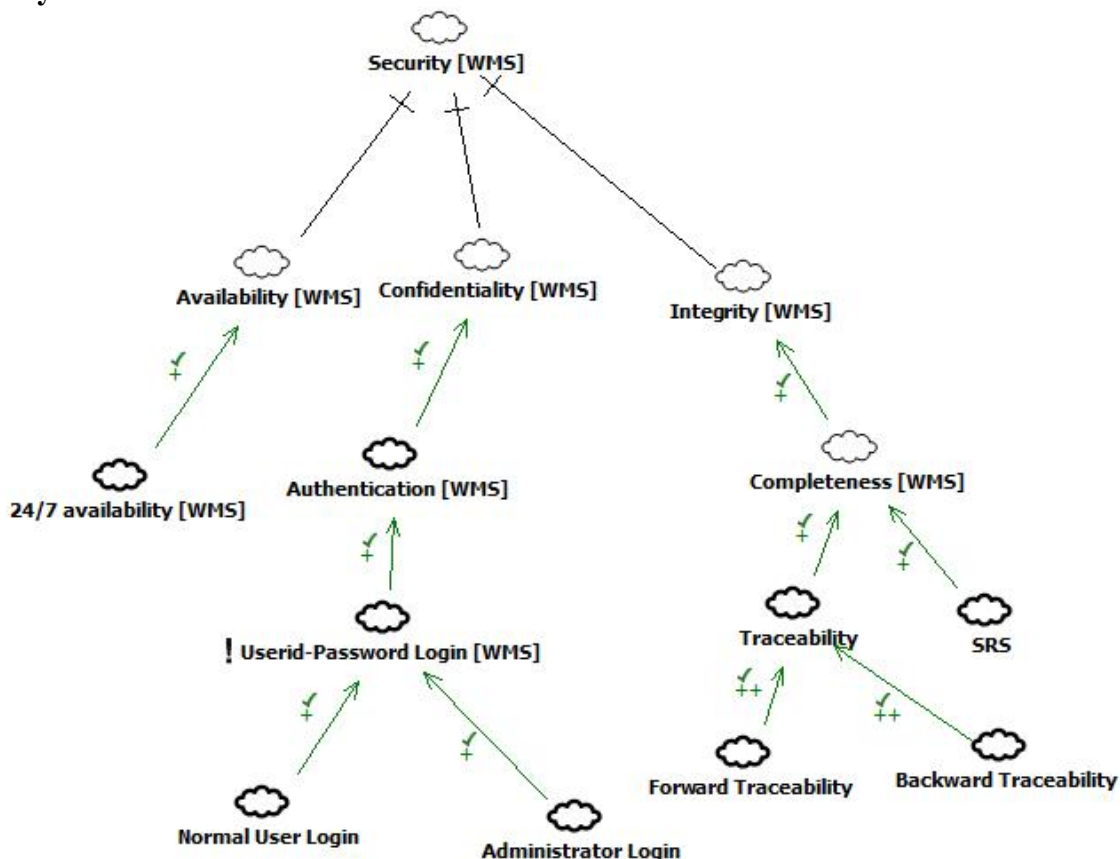 y
Security [WMS]
Availability [WMS]
Confidentiality [WMS]
Integrity [WMS]
+
+
+
24/7 availability [WMS]
Authentication [WMS]
Completeness [WMS]
+
+
+
! Userid-Password Login [WMS]
Traceability
SRS
+
+
++
++
Normal User Login
Administrator Login
Forward Traceability
Backward Traceability